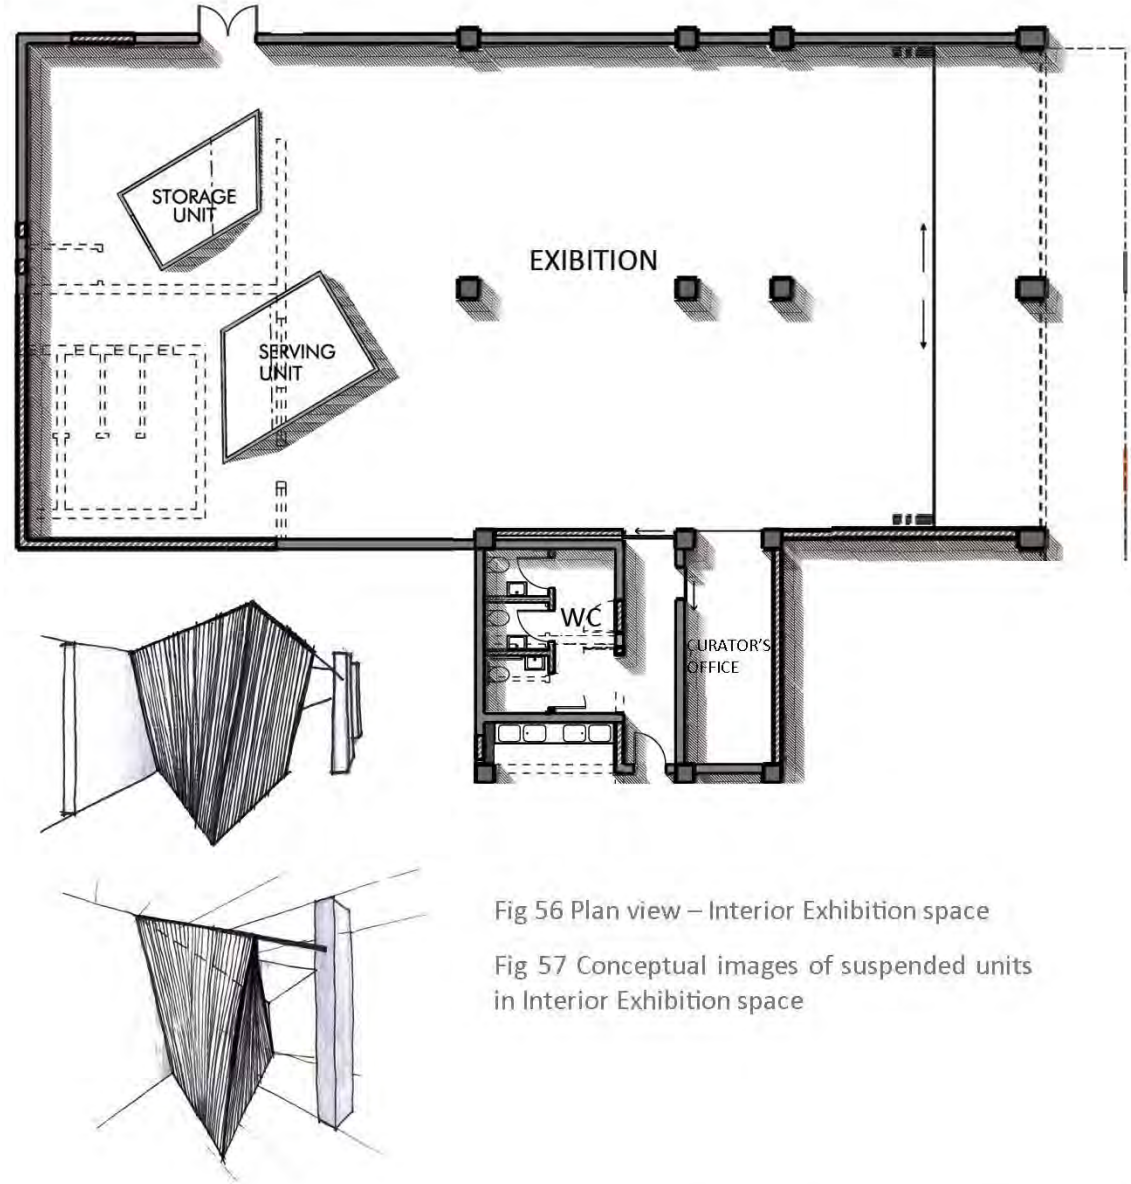 STORAGE
UNIT
EXIBITION
SERVING
UNIT
WC
CURATOR'S
OFFICE
Fig 56 Plan view – Interior Exhibition space
Fig 57 Conceptual images of suspended units
in Interior Exhibition space